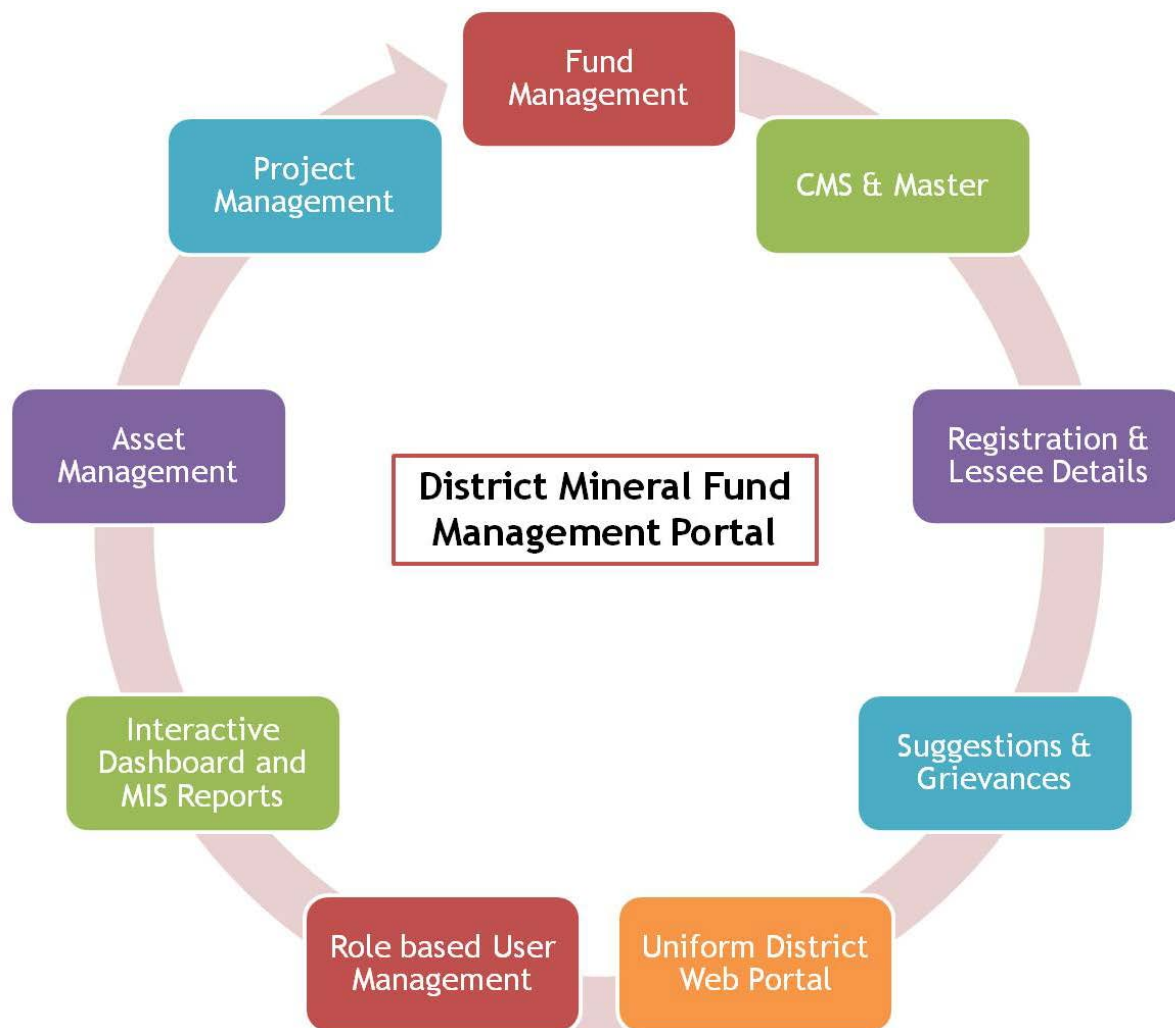 Fund
Management
CMS & Master
Registration &
Lessee Details
Suggestions &
Grievances
Uniform District
Web Portal
Role based User
Management
Interactive
Dashboard and
MIS Reports
Asset
Management
Project
Management
District Mineral Fund
Management Portal